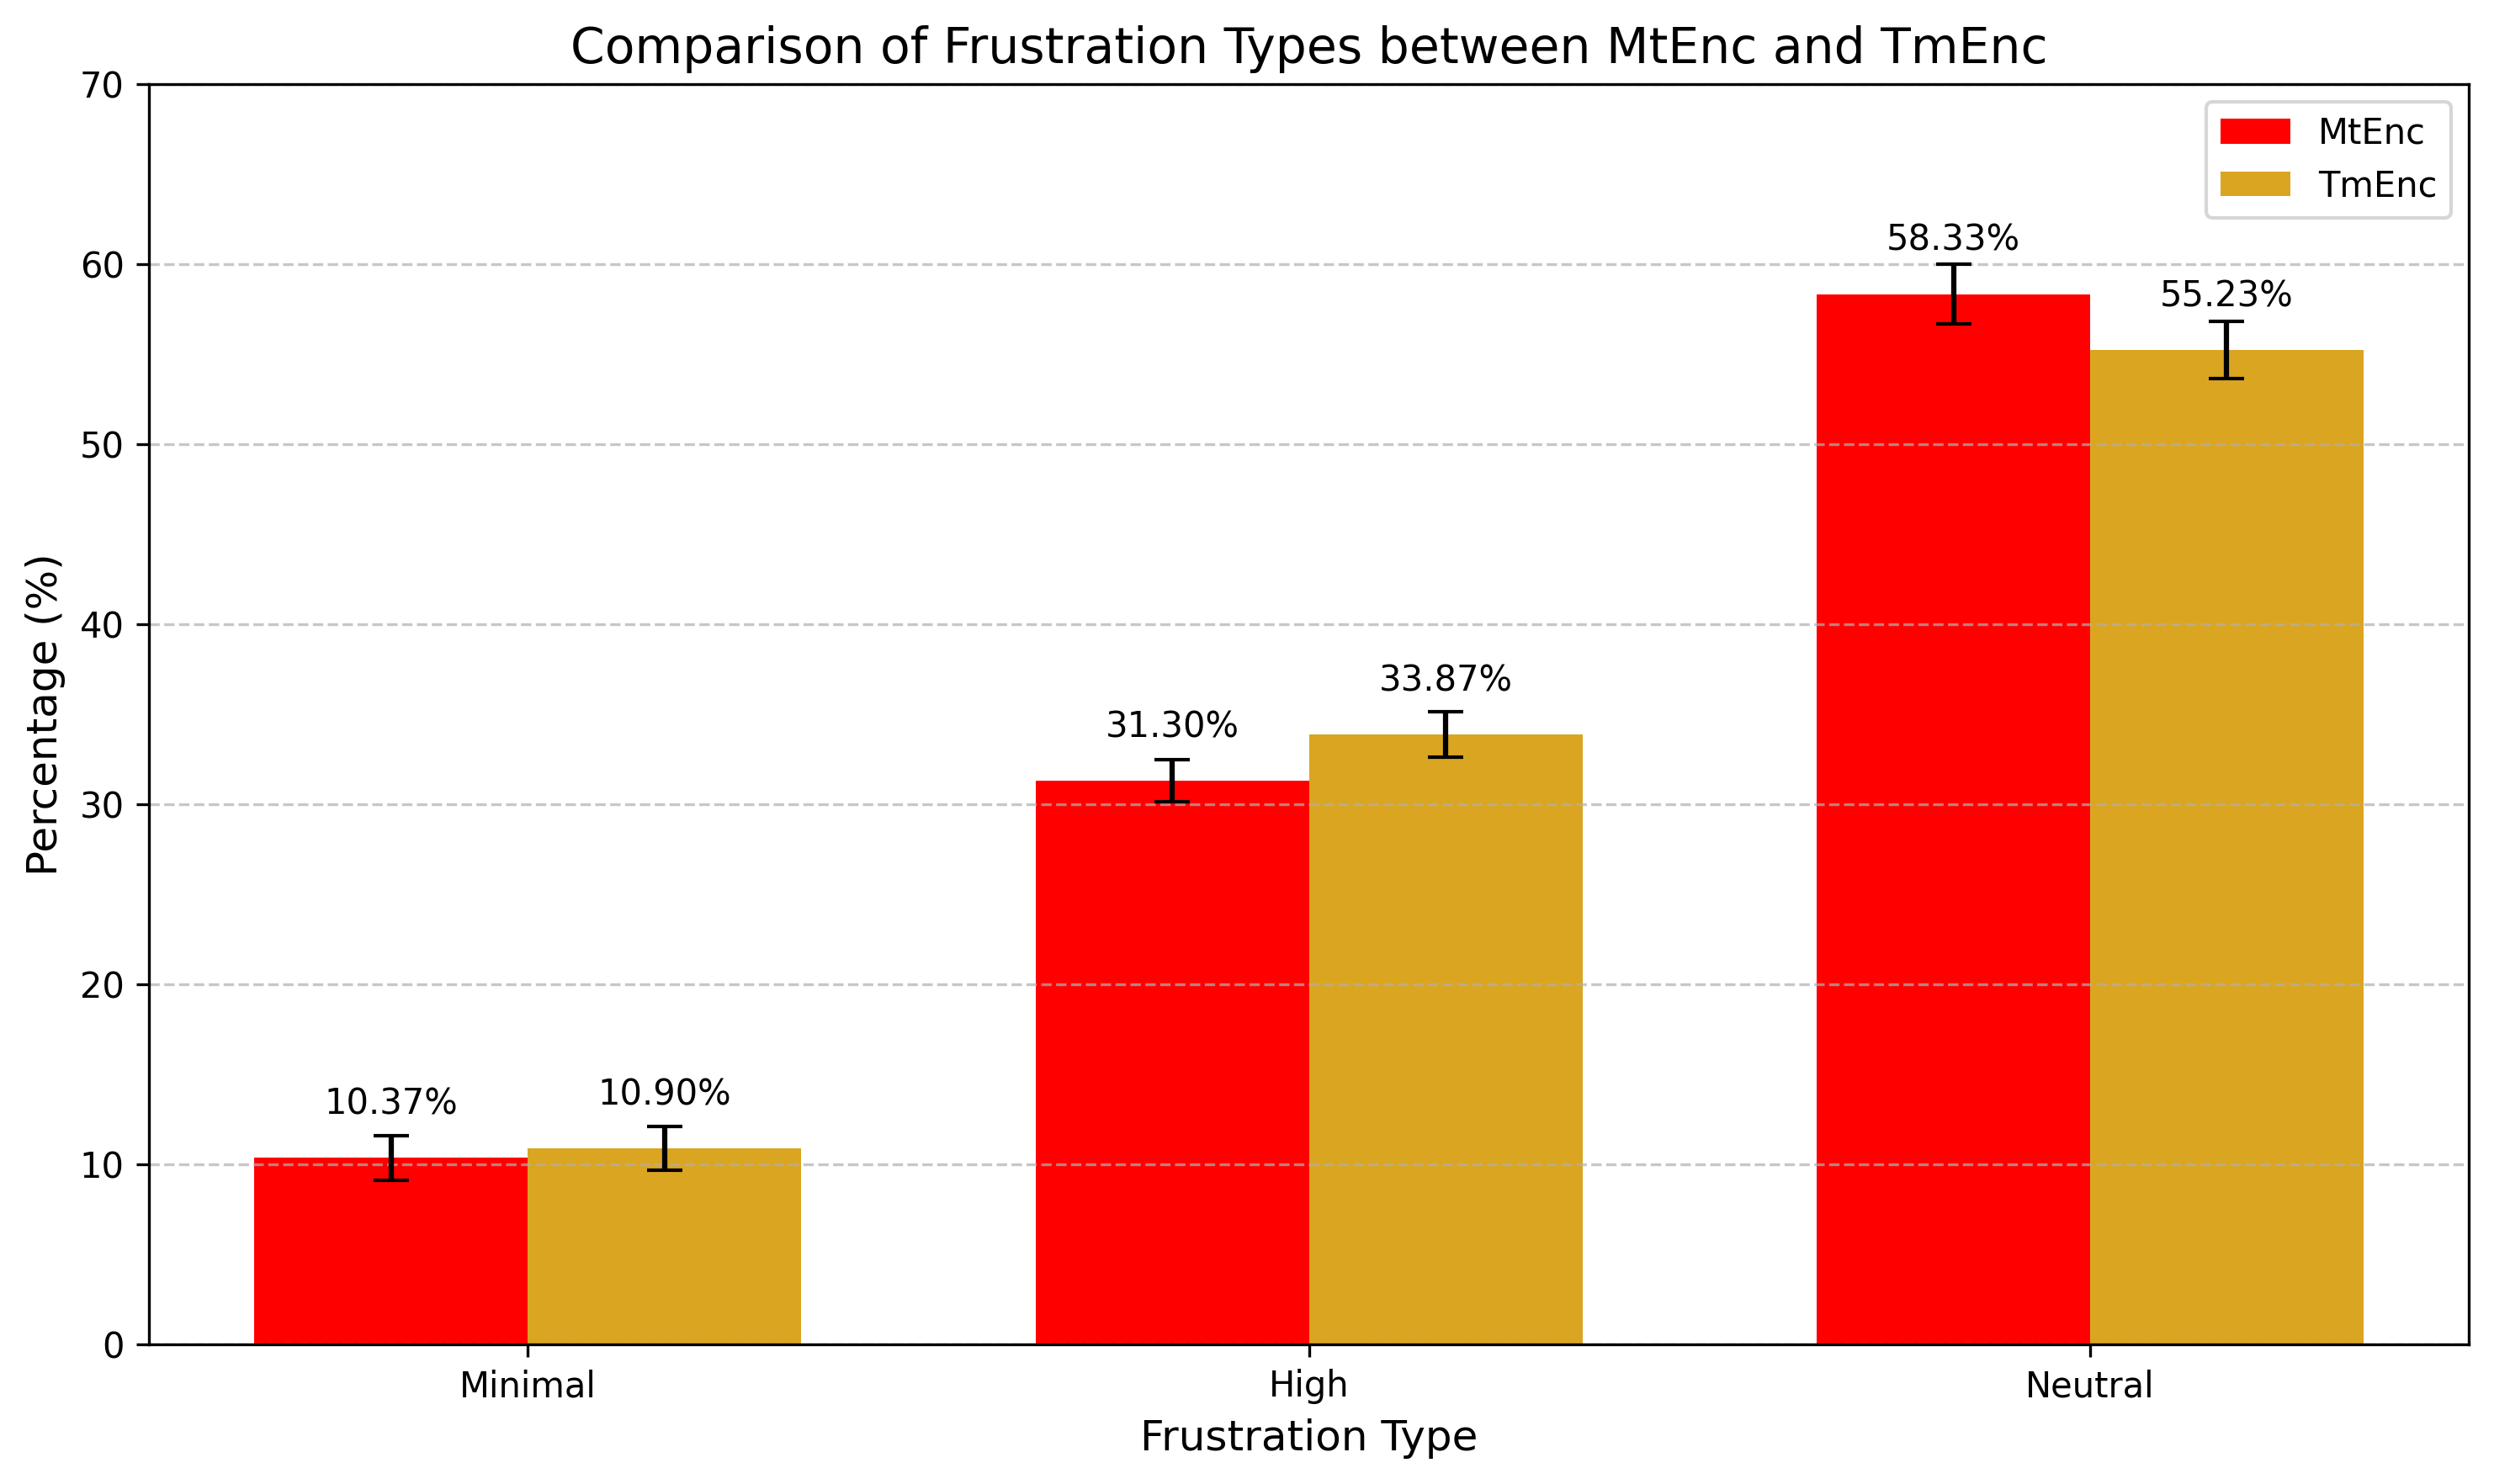 Comparison of Frustration Types between MtEnc and TmEnc
70
60
50
40
30
20
10
0
Percentage (%)
MtEnc
TmEnc
10.37%
10.90%
31.30%
33.87%
58.33%
55.23%
Minimal
High
Neutral
Frustration Type